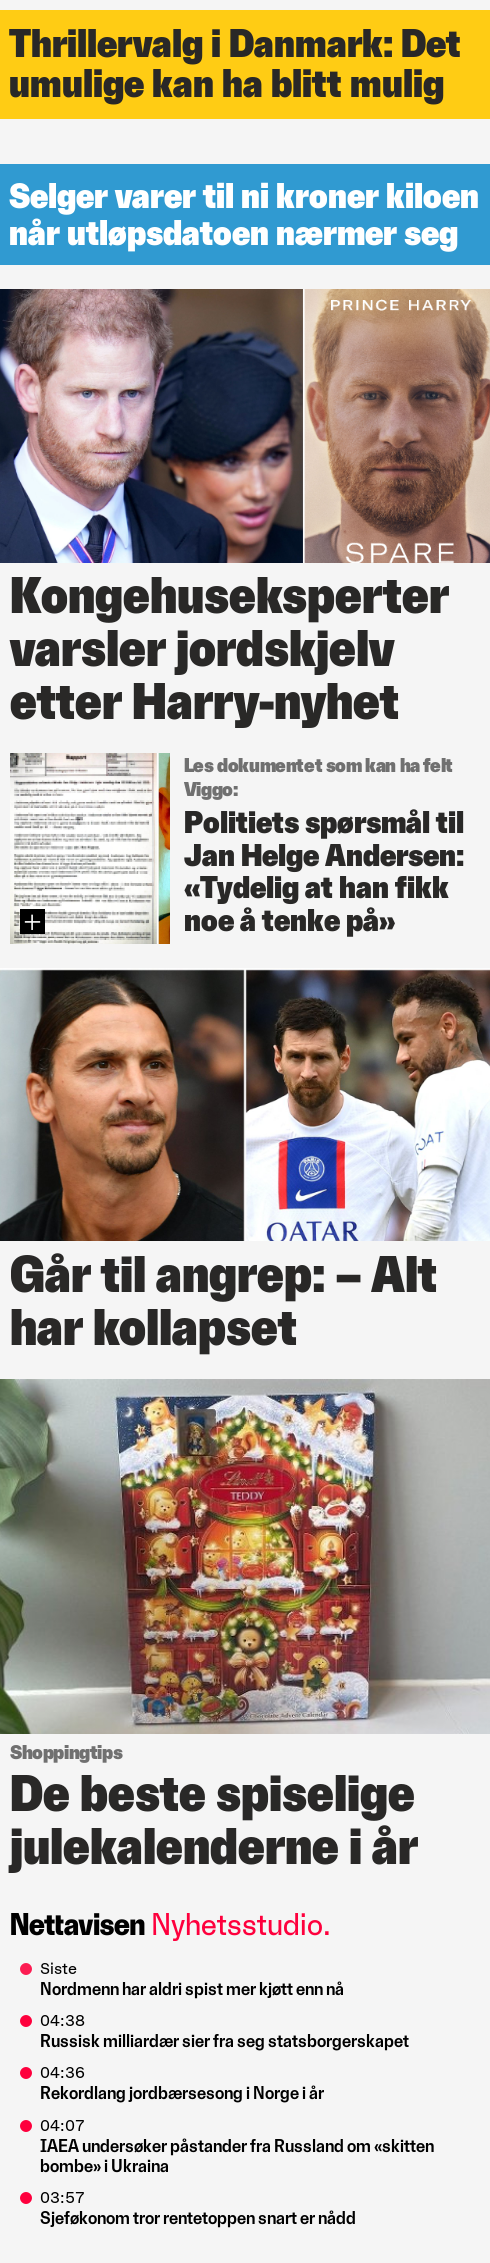 Thrillervalg i Danmark: Det
umulige kan ha blitt mulig
Selger varer til ni kroner kiloen
når utløpsdatoen nærmer seg
PRINCE HARRY
SPARE
Kongehuseksperter
varsler jordskjelv
etter Harry-nyhet
Rapport
Les dokumentet som kan ha felt
Viggo:
Politiets spørsmål til
Jan Helge Andersen:
«Tydelig at han fikk
noe å tenke på»
GOAT
QATAR
Går til angrep: – Alt
har kollapset
Lindt
TEDDY
Chocolate Advent Calendar
Shoppingtips
De beste spiselige
julekalenderne i år
Nettavisen Nyhetsstudio.
Siste
Nordmenn har aldri spist mer kjøtt enn nå
04:38
Russisk milliardær sier fra seg statsborgerskapet
04:36
Rekordlang jordbærsesong i Norge i år
04:07
IAEA undersøker påstander fra Russland om «skitten
bombe» i Ukraina
03:57
Sjeføkonom tror rentetoppen snart er nådd